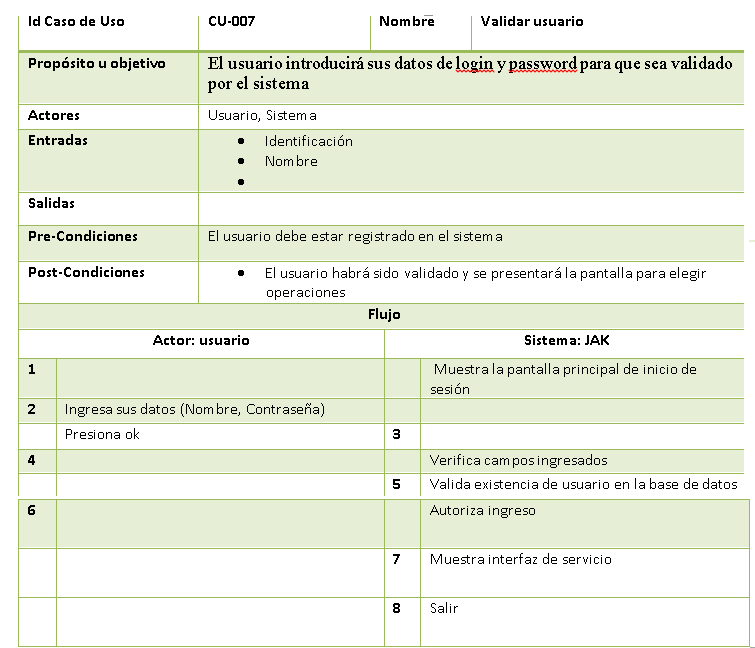 Id Caso de Uso CU-007 Nombre Validar usuario
Propósito u objetivo El usuario introducirá sus datos de login y password para que sea validado
por el sistema
Actores Usuario, Sistema
Entradas • Identificación
• Nombre
•
Salidas
Pre-Condiciones El usuario debe estar registrado en el sistema
Post-Condiciones • El usuario habrá sido validado y se presentará la pantalla para elegir
operaciones
Flujo
Actor: usuario Sistema: JAK
1 Muestra la pantalla principal de inicio de
sesión
2 Ingresa sus datos (Nombre, Contraseña)
Presiona ok 3
4 Verifica campos ingresados
5 Valida existencia de usuario en la base de datos
6 Autoriza ingreso
7 Muestra interfaz de servicio
8 Salir